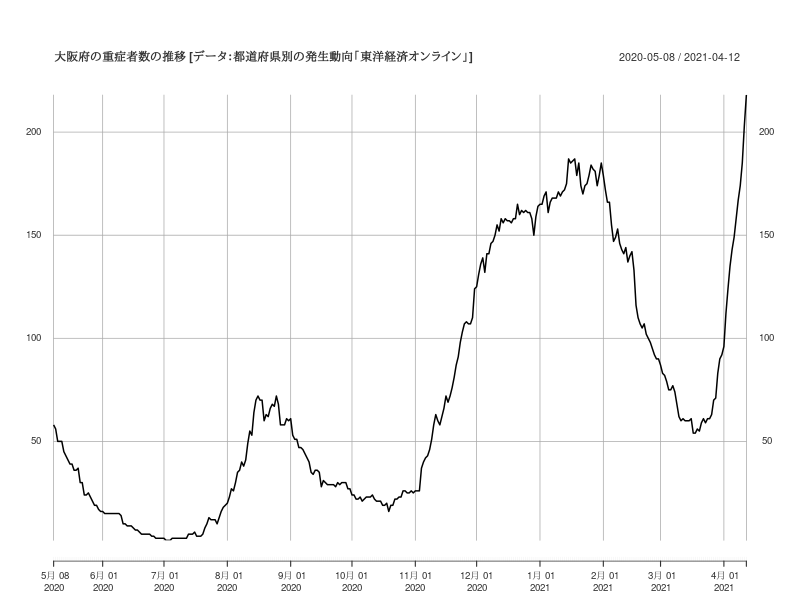 大阪府の重症者数の推移 [データ:都道府県別の発生動向「東洋経済オンライン」]
2020-05-08 / 2021-04-12
200
200
150
150
100
100
50
50
5月 08
2020
6月 01
2020
7月 01
2020
8月 01
2020
9月 01
2020
10月 01
2020
11月 01
2020
12月 01
2020
1月 01
2021
2月 01
2021
3月 01
2021
4月 01
2021